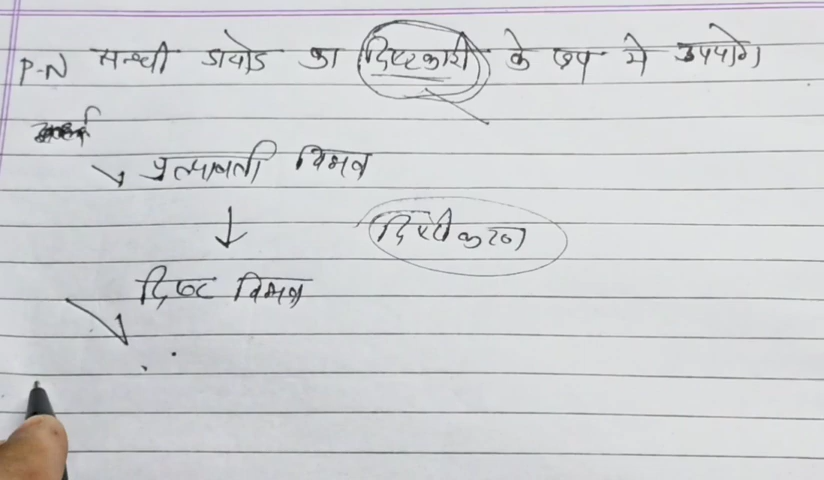 P-N सन्धी डायोड का दिष्टकारी के रूप मे उपयोग
प्रत्यावर्ती विभव
दिष्टीकरण
दिष्ट विभव